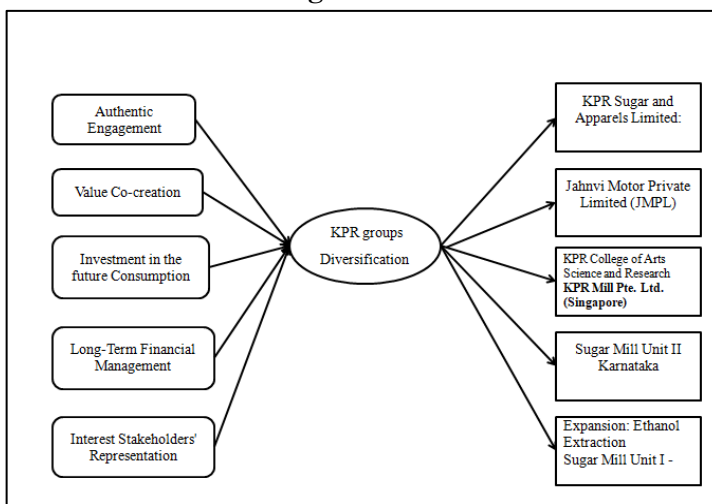 Authentic
Engagement
Value Co-creation
Investment in the
future Consumption
Long-Term Financial
Management
Interest Stakeholders'
Representation
KPR groups
Diversification
KPR Sugar and
Apparels Limited:
Jahnvi Motor Private
Limited (JMPL)
KPR College of Arts
Science and Research
KPR Mill Pte. Ltd.
(Singapore)
Sugar Mill Unit II
Karnataka
Expansion: Ethanol
Extraction
Sugar Mill Unit I -